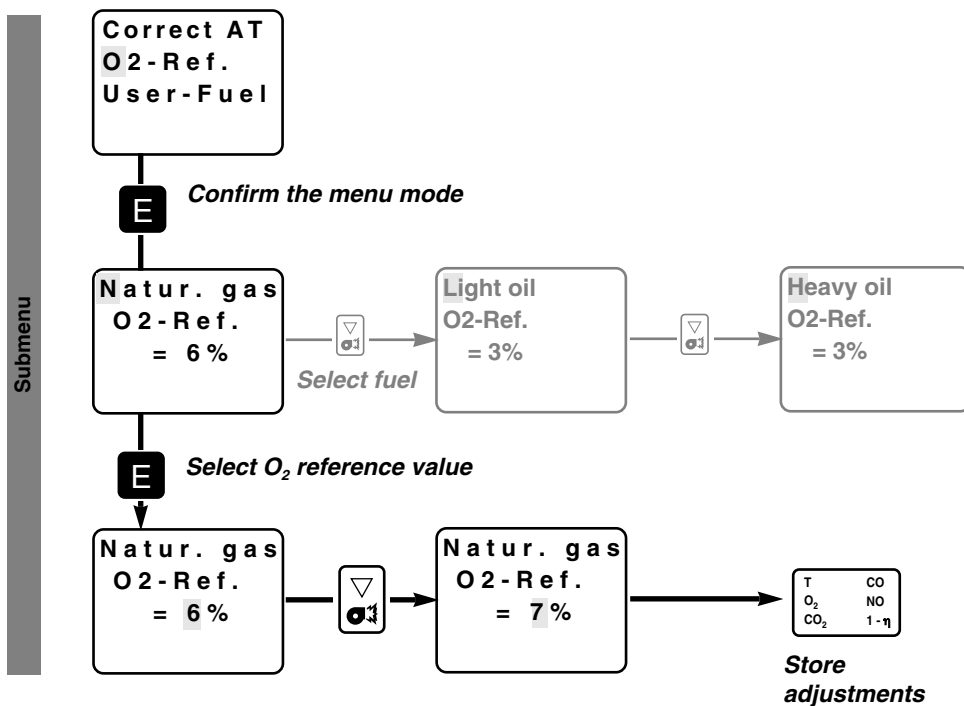 Submenu
Correct AT
O2-Ref.
User-Fuel
E
Confirm the menu mode
Natur. gas
O2-Ref.
= 6%
Select fuel
Light oil
O2-Ref.
= 3%
Heavy oil
O2-Ref.
= 3%
E
Select O₂ reference value
Natur. gas
O2-Ref.
= 6%
Natur. gas
O2-Ref.
= 7%
T CO
O₂ NO
CO₂ 1 - η
Store
adjustments